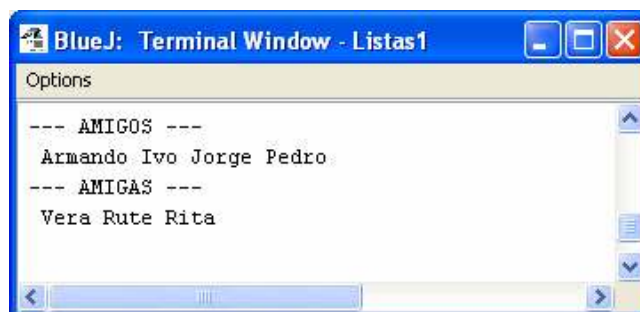 BlueJ: Terminal Window - Listas1
Options
--- AMIGOS ---
Armando Ivo Jorge Pedro
--- AMIGAS ---
Vera Rute Rita